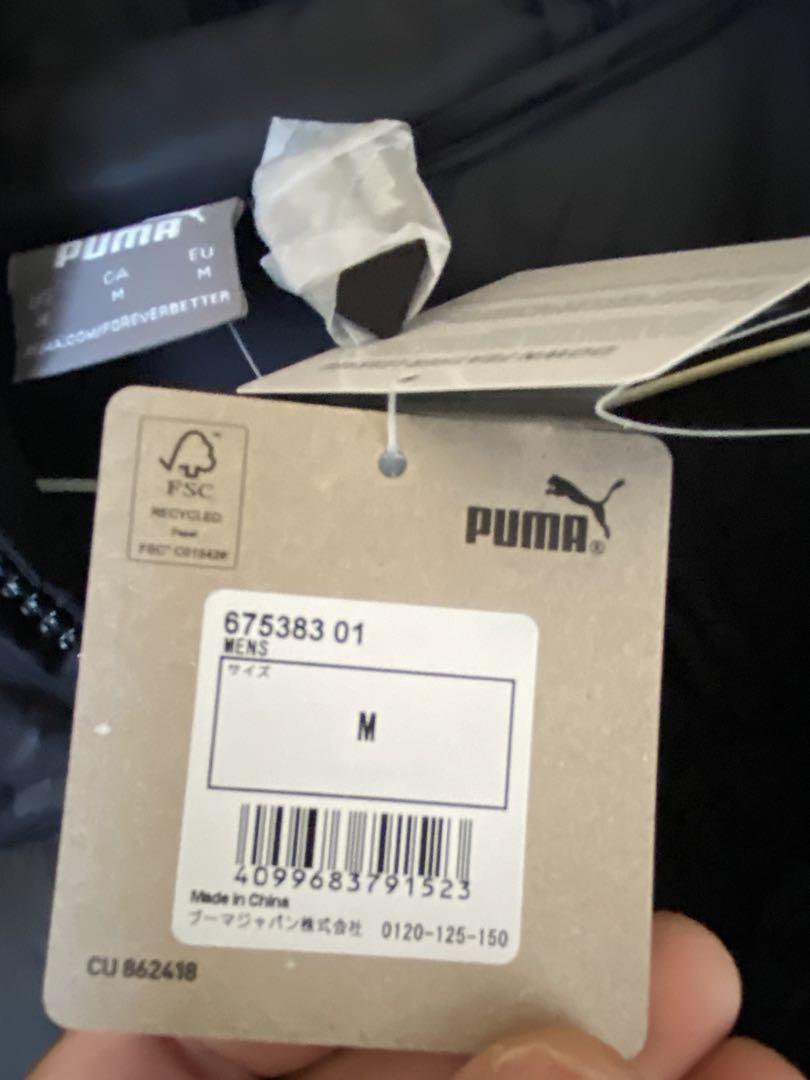 PUMA
CA EU
M M
PUMA.COM/FOREVERBETTER
FSC
RECYCLED
Paper
PUMA
675383 01
MENS
サイズ
M
4099683791523
Made in China
プーマジャパン株式会社 0120-125-150
CU 862418